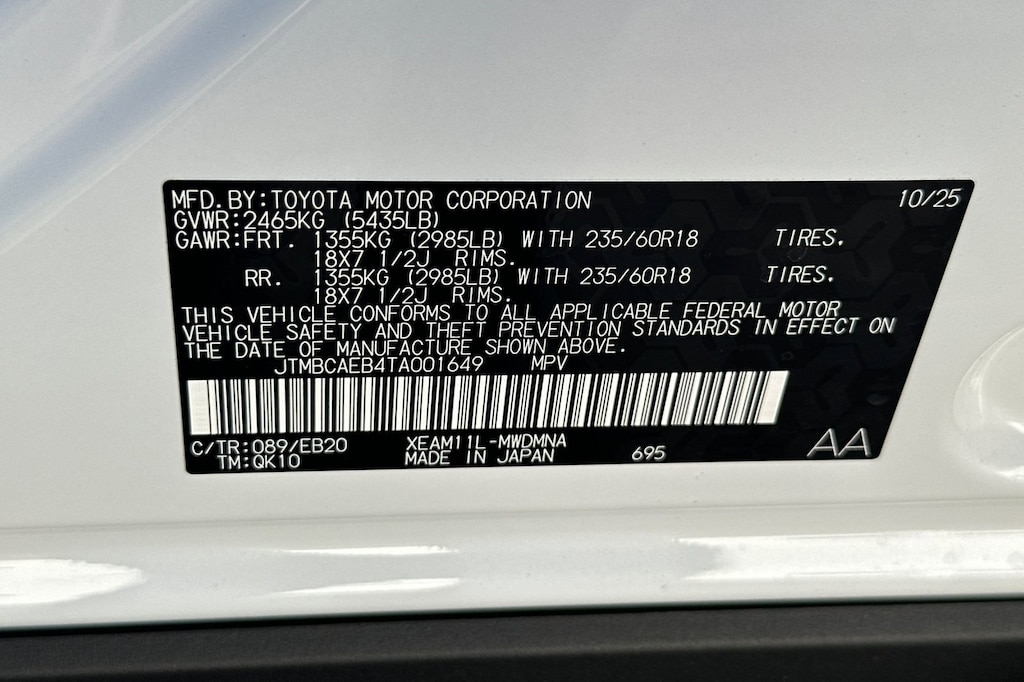 MFD. BY: TOYOTA MOTOR CORPORATION 10/25
GVWR: 2465KG (5435LB)
GAWR: FRT. 1355KG (2985LB) WITH 235/60R18 TIRES.
18X7 1/2J RIMS.
RR. 1355KG (2985LB) WITH 235/60R18 TIRES.
18X7 1/2J RIMS.
THIS VEHICLE CONFORMS TO ALL APPLICABLE FEDERAL MOTOR
VEHICLE SAFETY AND THEFT PREVENTION STANDARDS IN EFFECT ON
THE DATE OF MANUFACTURE SHOWN ABOVE.
JTMBCAEB4TA001649 MPV
C/TR: 089/EB20 XEAM11L-MWDMNA AA
TM: QK10 MADE IN JAPAN 695